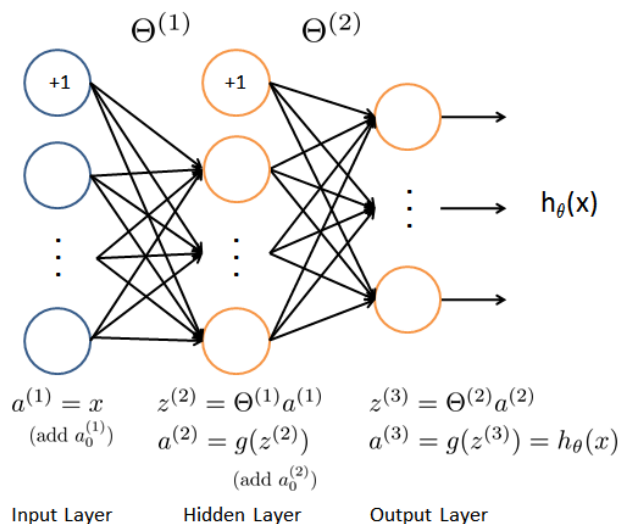 Θ^(1) Θ^(2)
+1 +1
⋮ ⋮ ⋮
h_θ(x)
a^(1) = x z^(2) = Θ^(1)a^(1) z^(3) = Θ^(2)a^(2)
(add a_0^(1)) a^(2) = g(z^(2)) a^(3) = g(z^(3)) = h_θ(x)
(add a_0^(2))
Input Layer Hidden Layer Output Layer